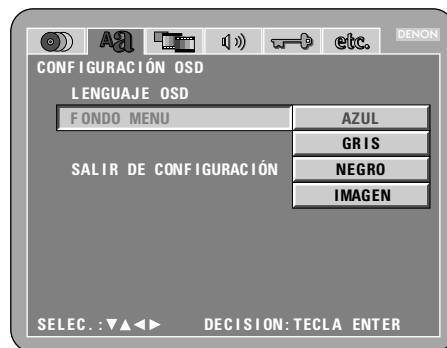 Aa etc. DENON
CONFIGURACIÓN OSD
LENGUAJE OSD
FONDO MENU AZUL
GRIS
SALIR DE CONFIGURACIÓN NEGRO
IMAGEN
SELEC.:▼▲◄► DECISION:TECLA ENTER